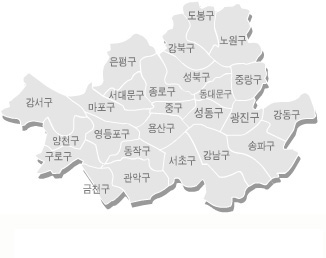 도봉구
노원구
강북구
은평구
성북구
중랑구
서대문구
종로구
동대문구
강서구
마포구
중구
성동구
광진구
강동구
용산구
영등포구
양천구
송파구
동작구
강남구
서초구
구로구
관악구
금천구